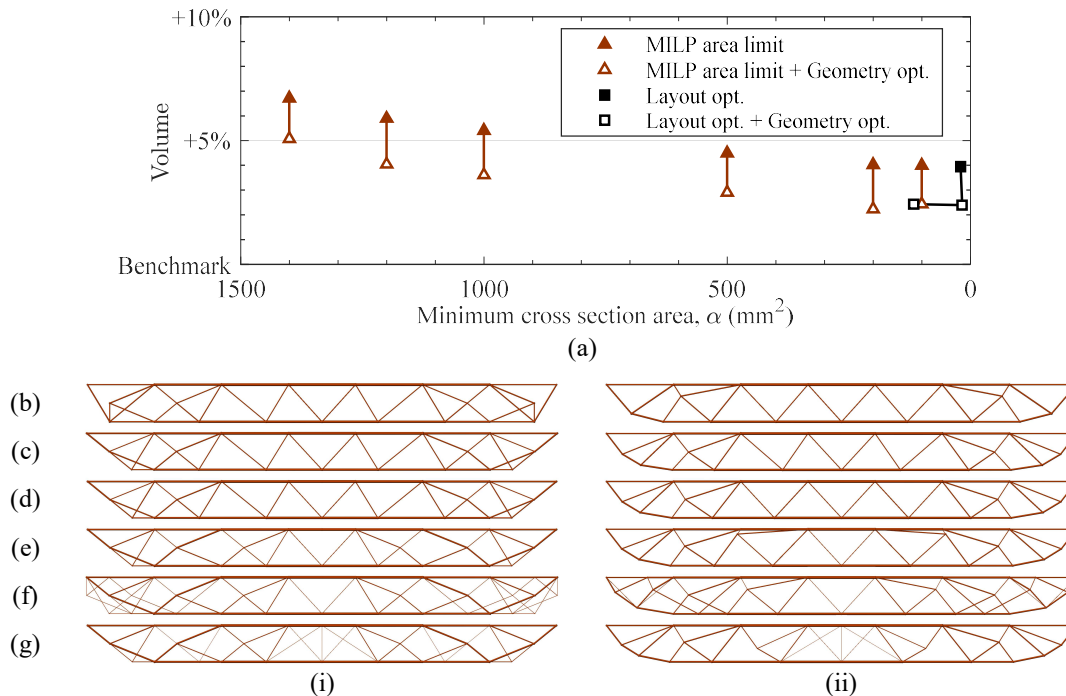 +10%
MILP area limit
MILP area limit + Geometry opt.
Layout opt.
Layout opt. + Geometry opt.
+5%
Volume
Benchmark
1500
1000
500
0
Minimum cross section area, α (mm²)
(a)
(b)
(c)
(d)
(e)
(f)
(g)
(i)
(ii)